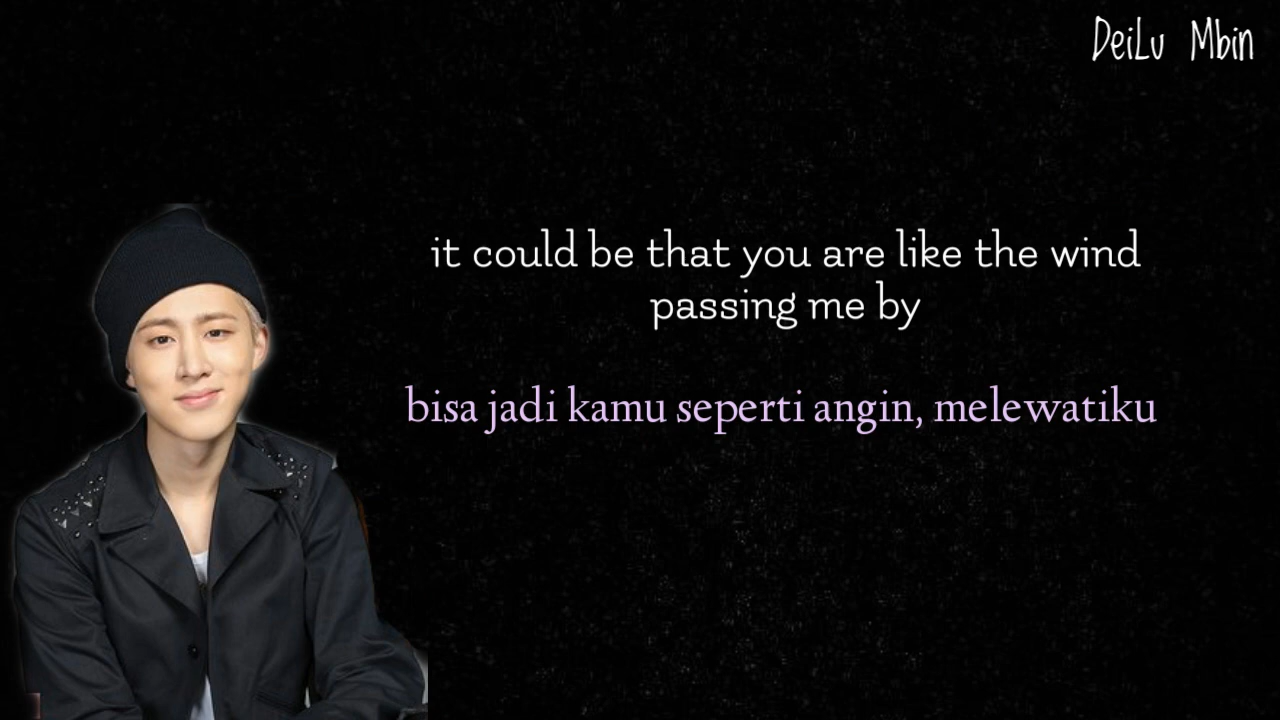 DeiLu Mbin
it could be that you are like the wind
passing me by
bisa jadi kamu seperti angin, melewatiku